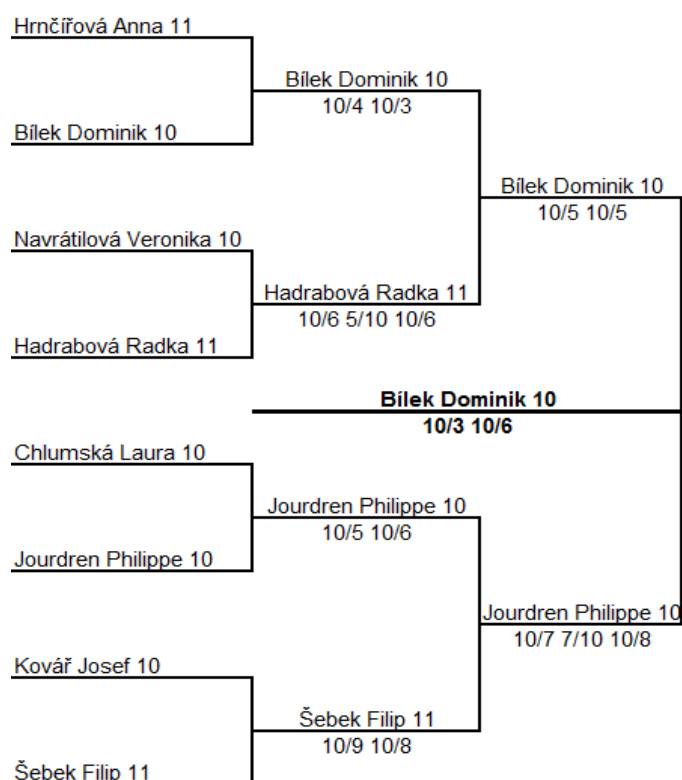 Hrnčířová Anna 11
Bílek Dominik 10
10/4 10/3
Bílek Dominik 10
Bílek Dominik 10
10/5 10/5
Navrátilová Veronika 10
Hadrabová Radka 11
10/6 5/10 10/6
Hadrabová Radka 11
Bílek Dominik 10
10/3 10/6
Chlumská Laura 10
Jourdren Philippe 10
10/5 10/6
Jourdren Philippe 10
Jourdren Philippe 10
10/7 7/10 10/8
Kovář Josef 10
Šebek Filip 11
10/9 10/8
Šebek Filip 11